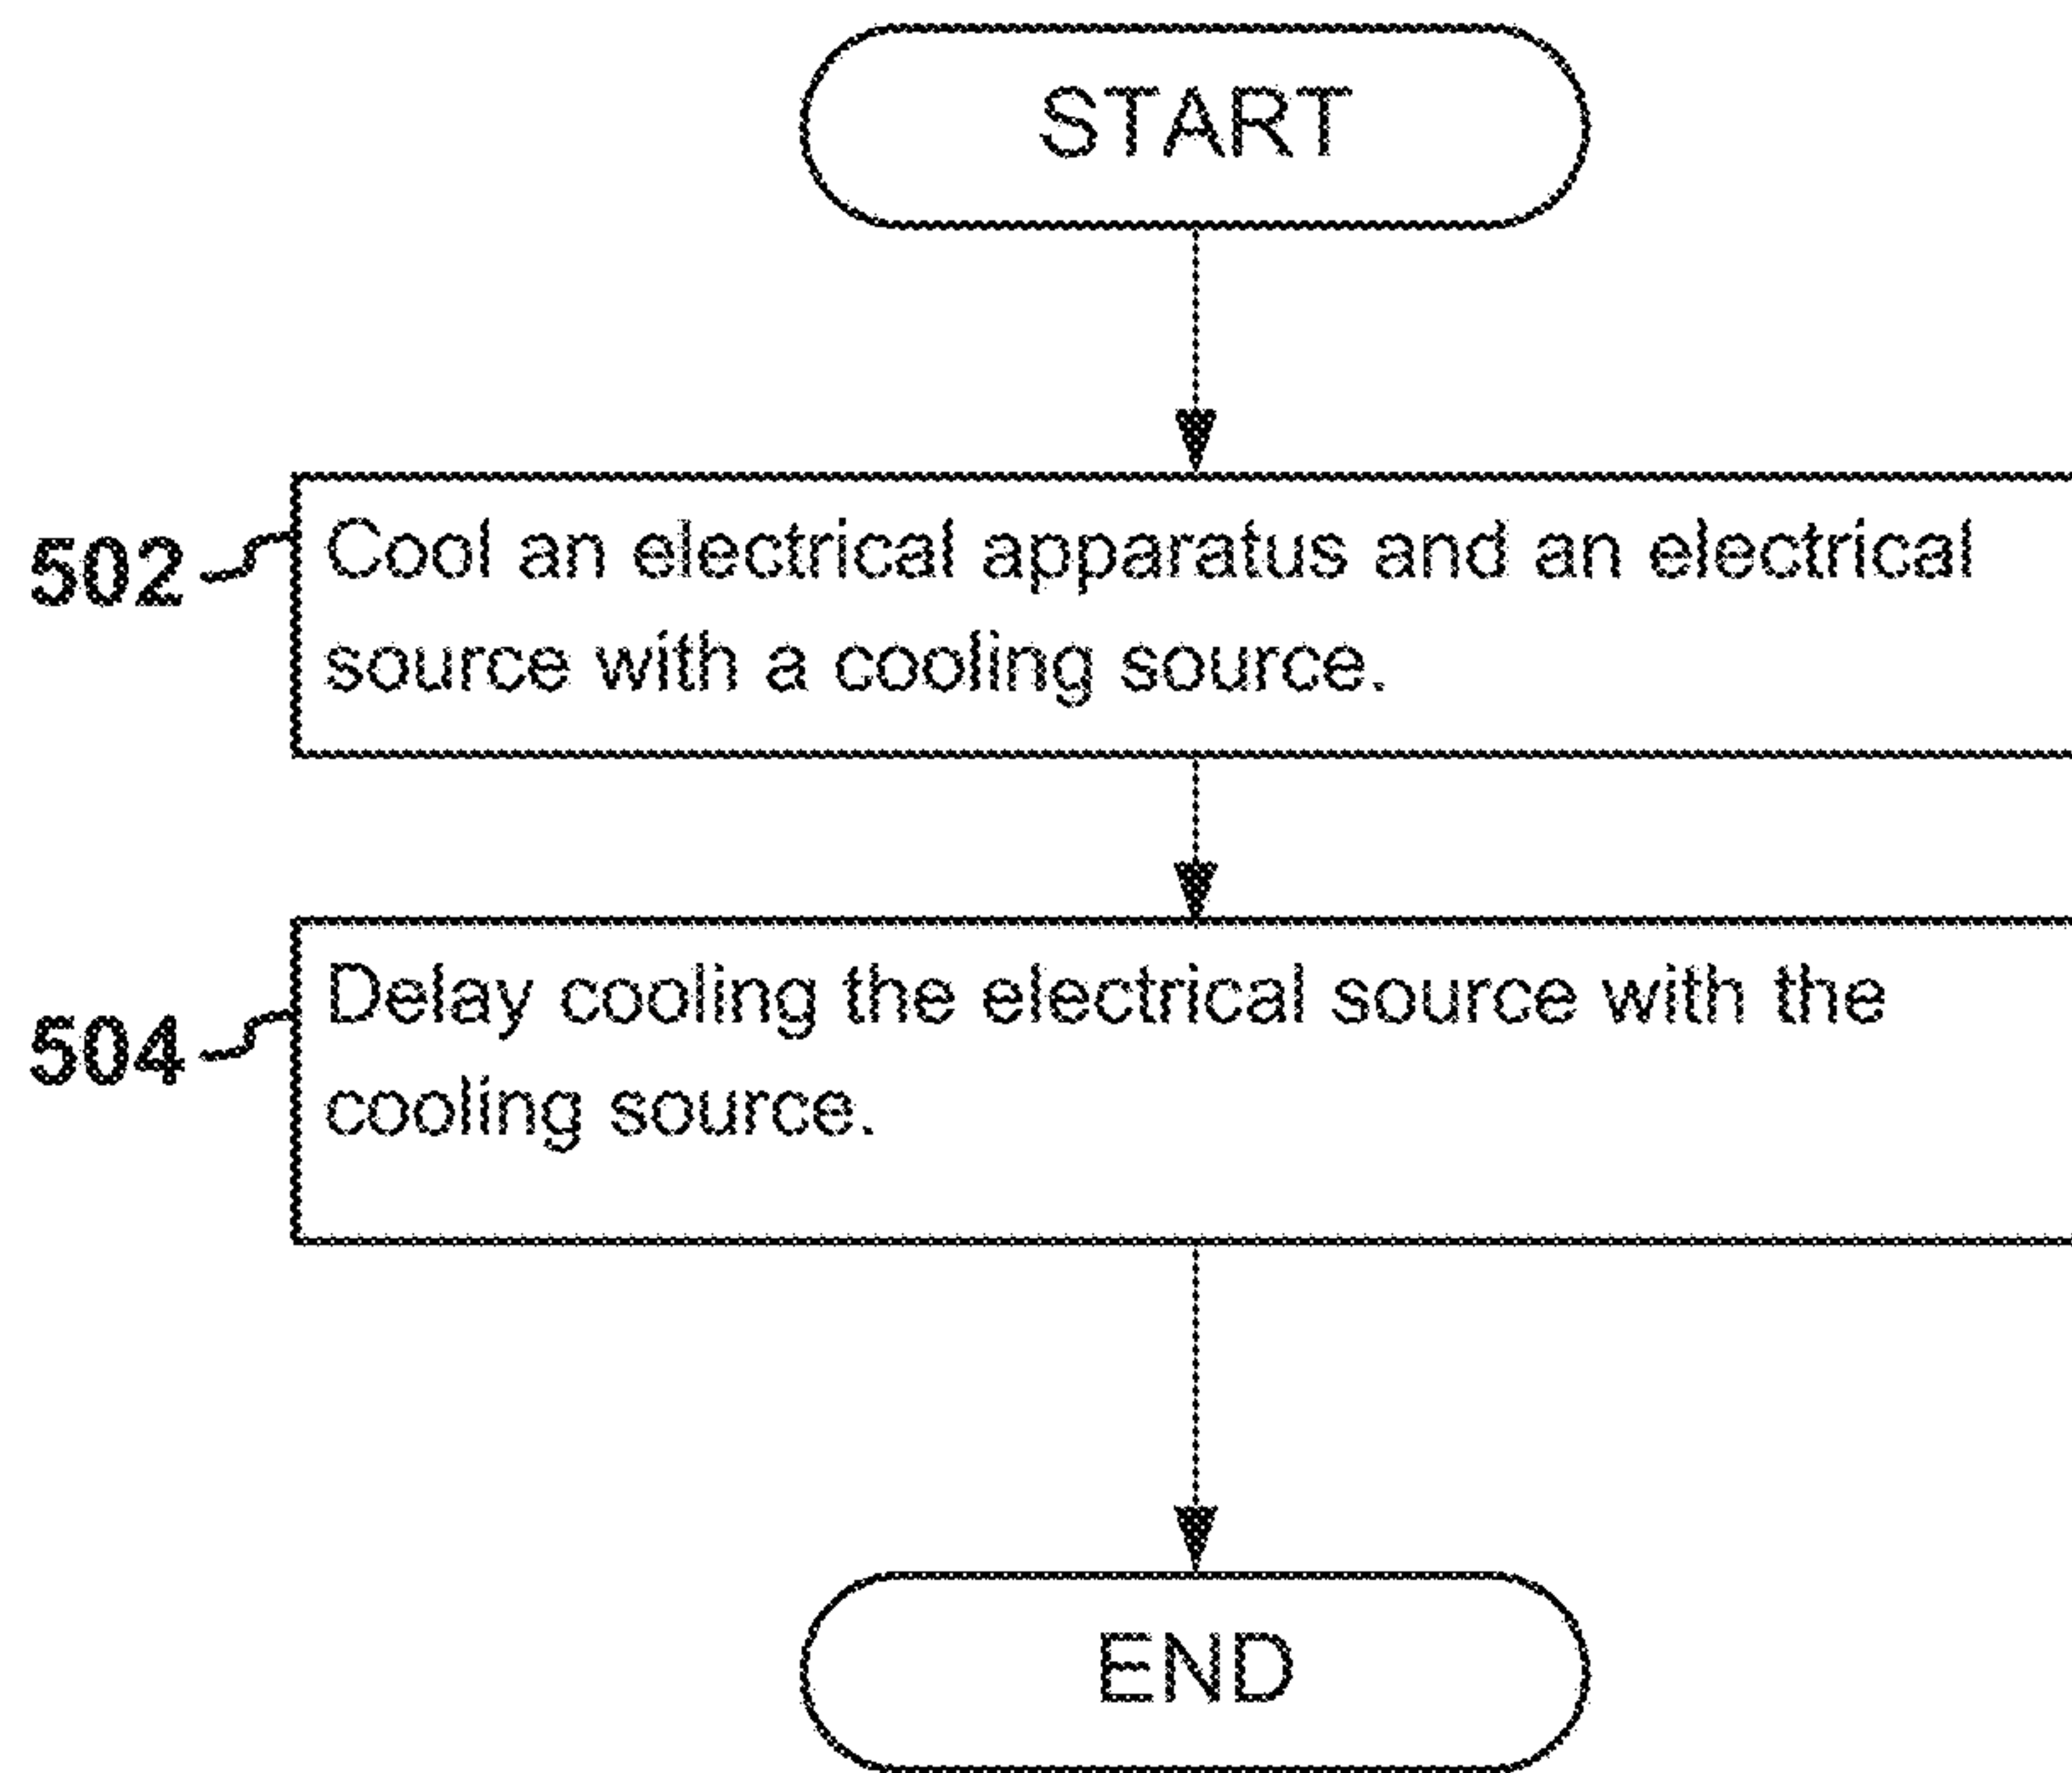 START
502
Cool an electrical apparatus and an electrical
source with a cooling source.
504
Delay cooling the electrical source with the
cooling source.
END